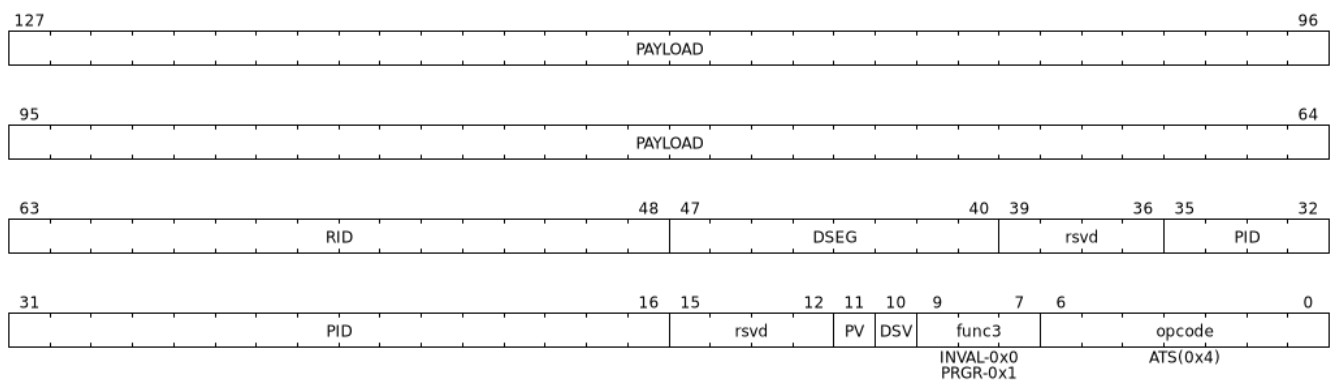 127 96
PAYLOAD
95 64
PAYLOAD
63 48 47 40 39 36 35 32
RID DSEG rsvd PID
31 16 15 12 11 10 9 7 6 0
PID rsvd PV DSV func3 opcode
INVAL-0x0 ATS(0x4)
PRGR-0x1